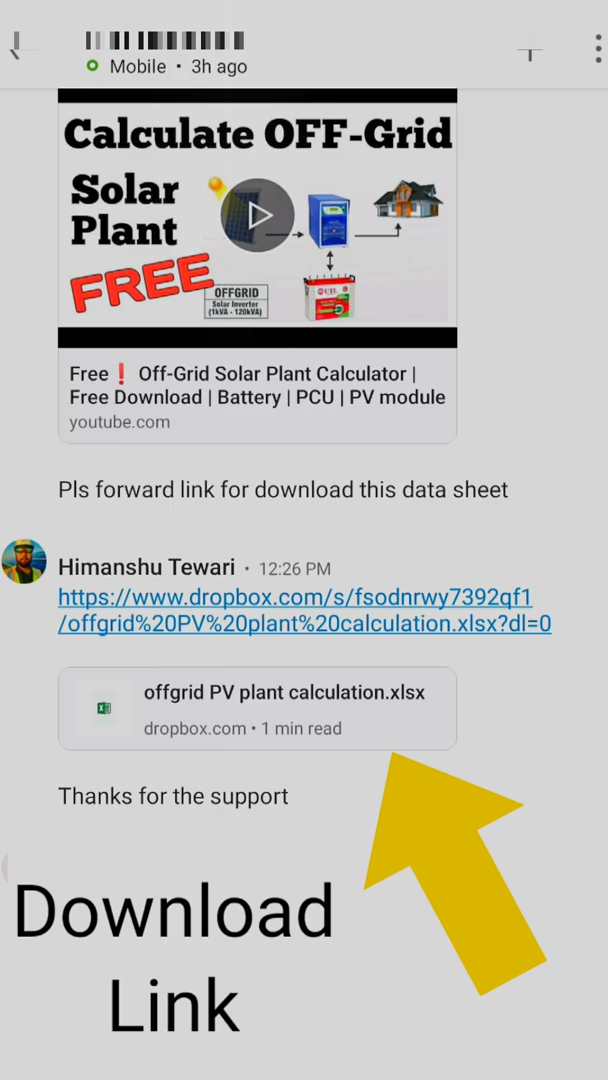 Mobile • 3h ago
Calculate OFF-Grid
Solar
Plant
FREE
OFFGRID
Solar Inverter
(1kVA - 120kVA)
UTL
Free❗ Off-Grid Solar Plant Calculator |
Free Download | Battery | PCU | PV module
youtube.com
Pls forward link for download this data sheet
Himanshu Tewari • 12:26 PM
https://www.dropbox.com/s/fsodnrwy7392qf1
/offgrid%20PV%20plant%20calculation.xlsx?dl=0
offgrid PV plant calculation.xlsx
dropbox.com • 1 min read
Thanks for the support
Download
Link